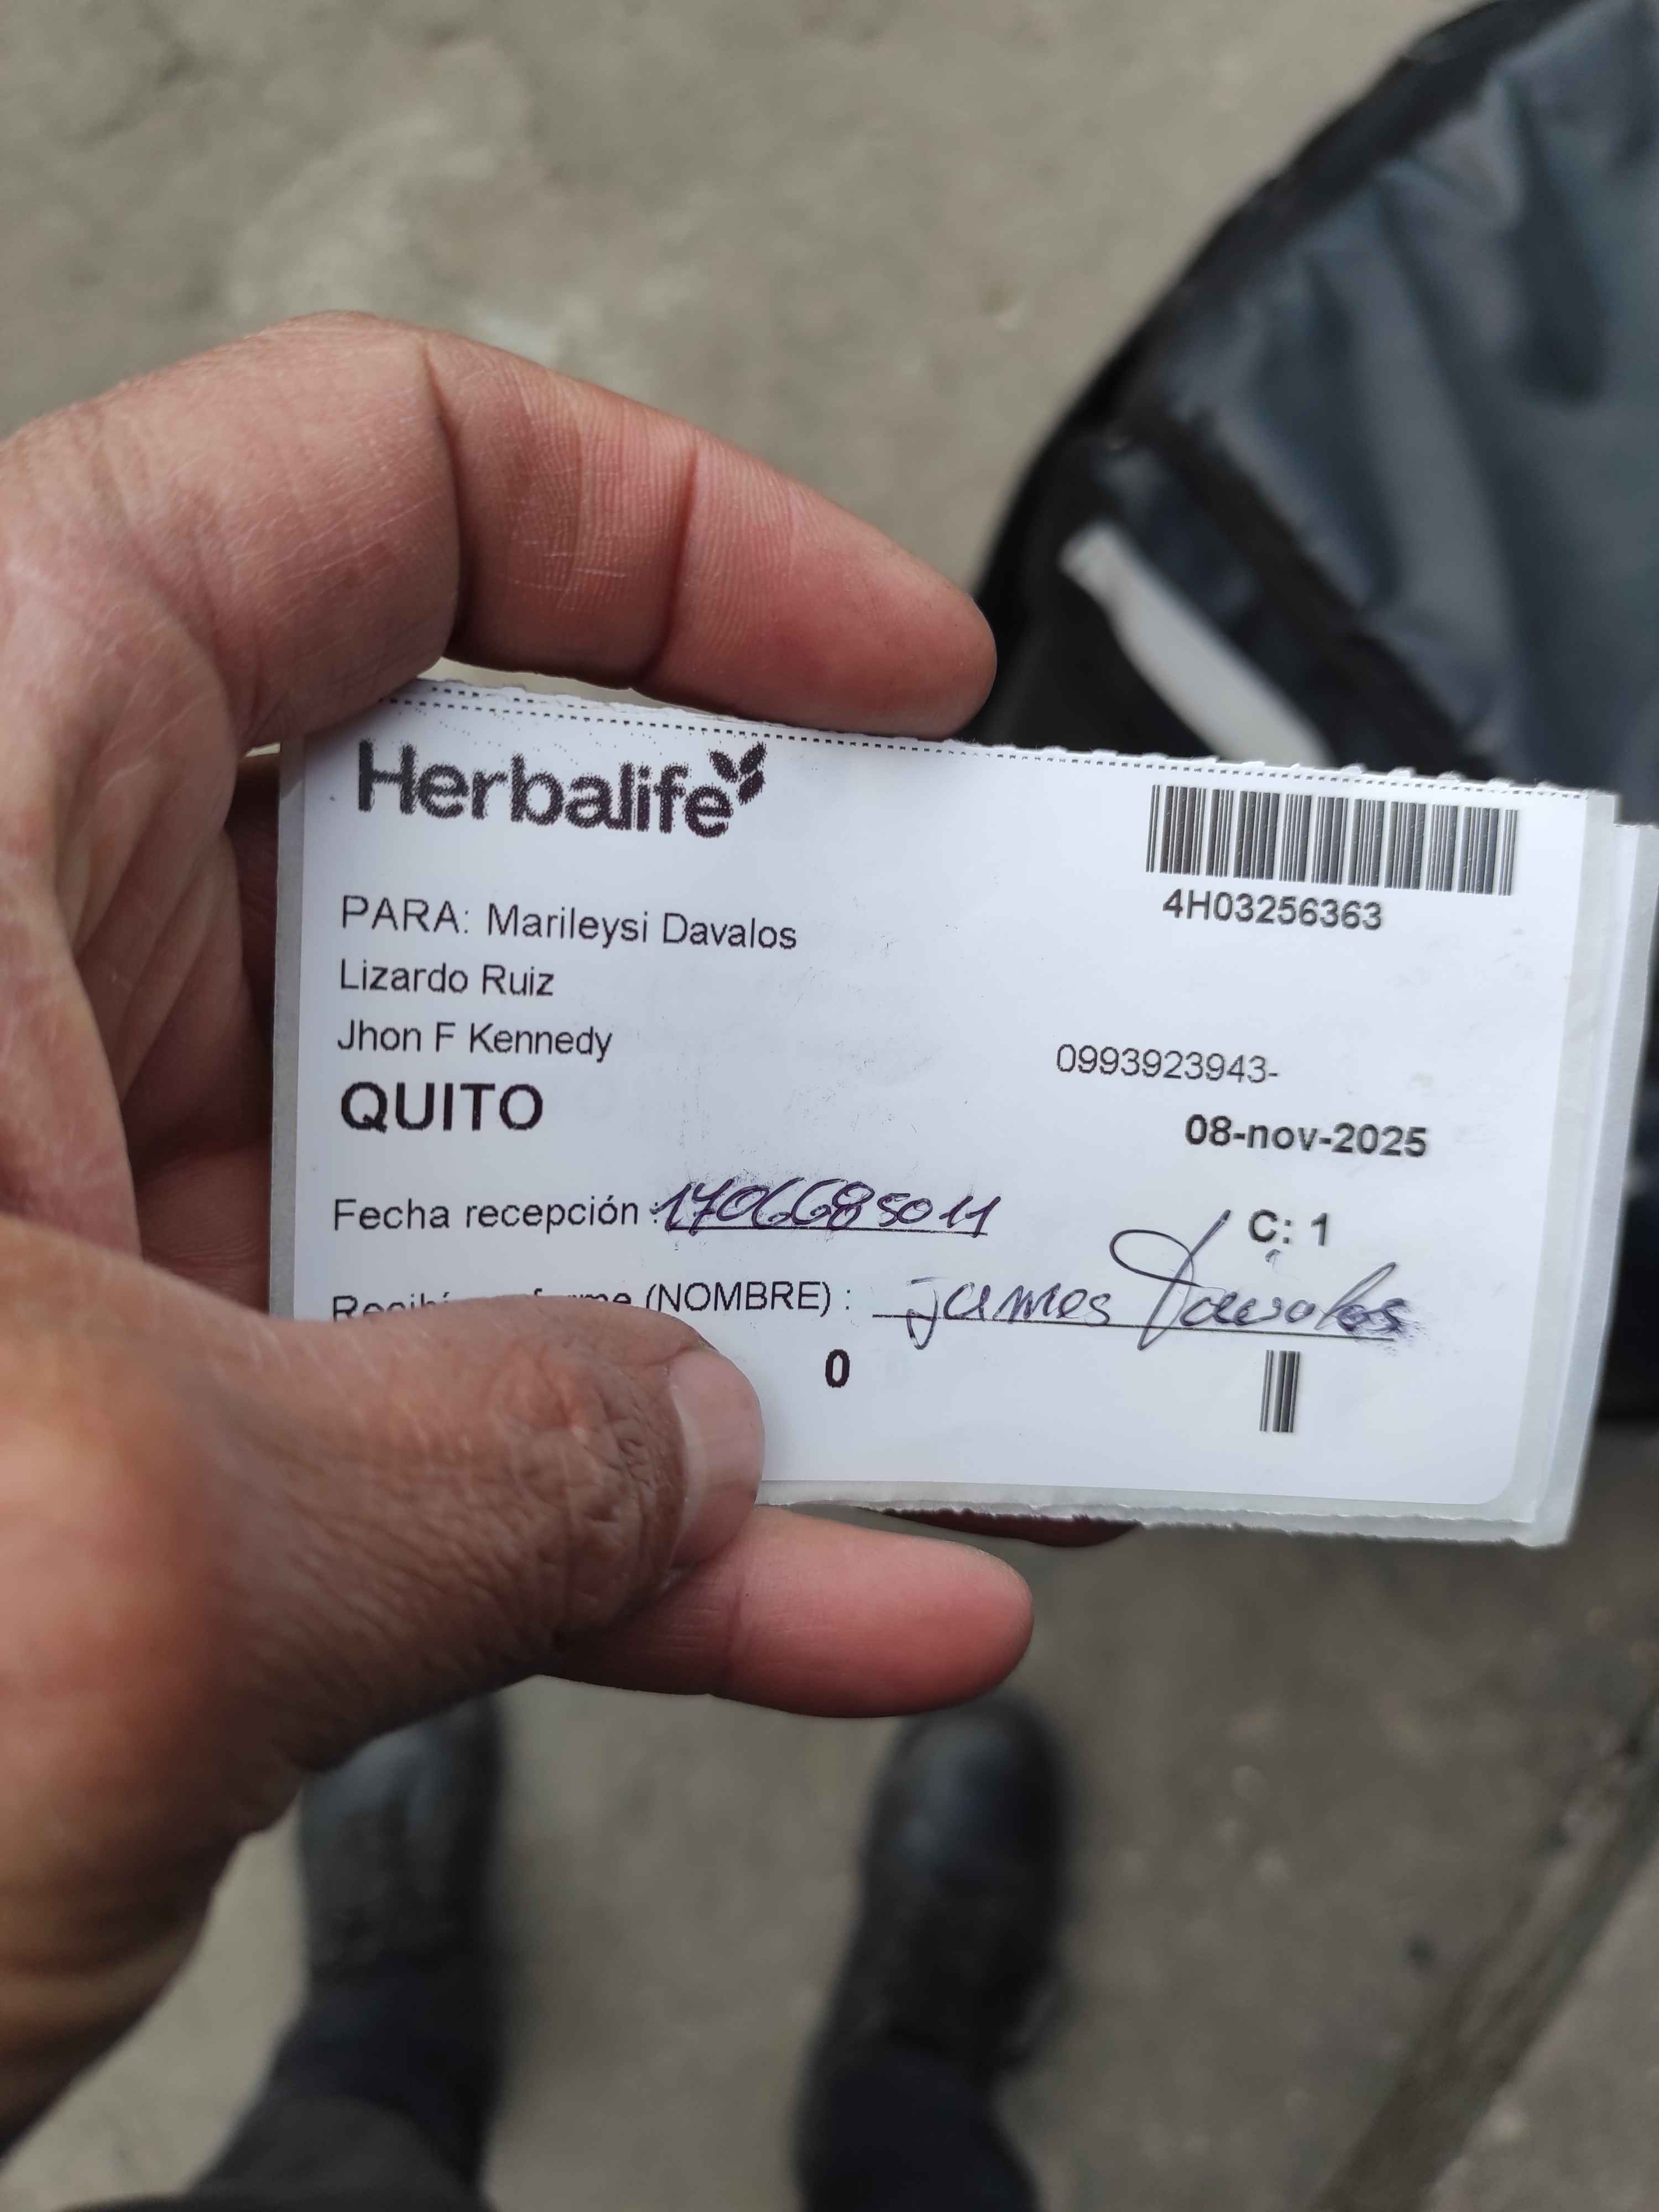 Herbalife
4H03256363
PARA: Marileysi Davalos
Lizardo Ruiz
Jhon F Kennedy
0993923943-
QUITO
08-nov-2025
Fecha recepción : 1706685011
C: 1
(NOMBRE) : James Davalos
0